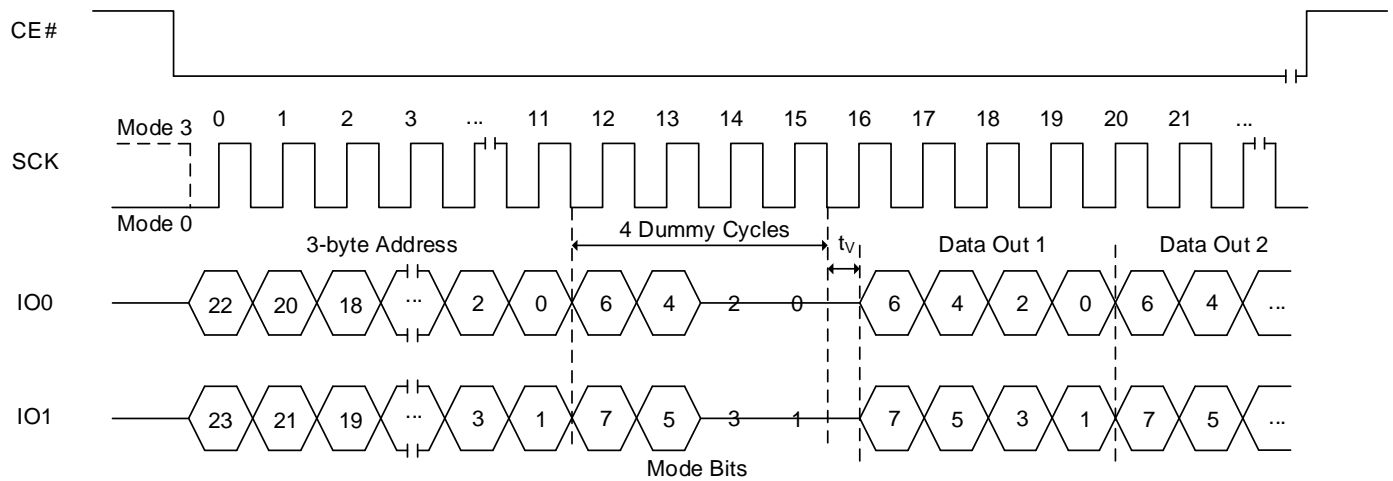 CE#
0 1 2 3 ... 11 12 13 14 15 16 17 18 19 20 21 ...
Mode 3
SCK
Mode 0
3-byte Address 4 Dummy Cycles tV Data Out 1 Data Out 2
IO0 22 20 18 ... 2 0 6 4 2 0 6 4 2 0 6 4 ...
IO1 23 21 19 ... 3 1 7 5 3 1 7 5 3 1 7 5 ...
Mode Bits